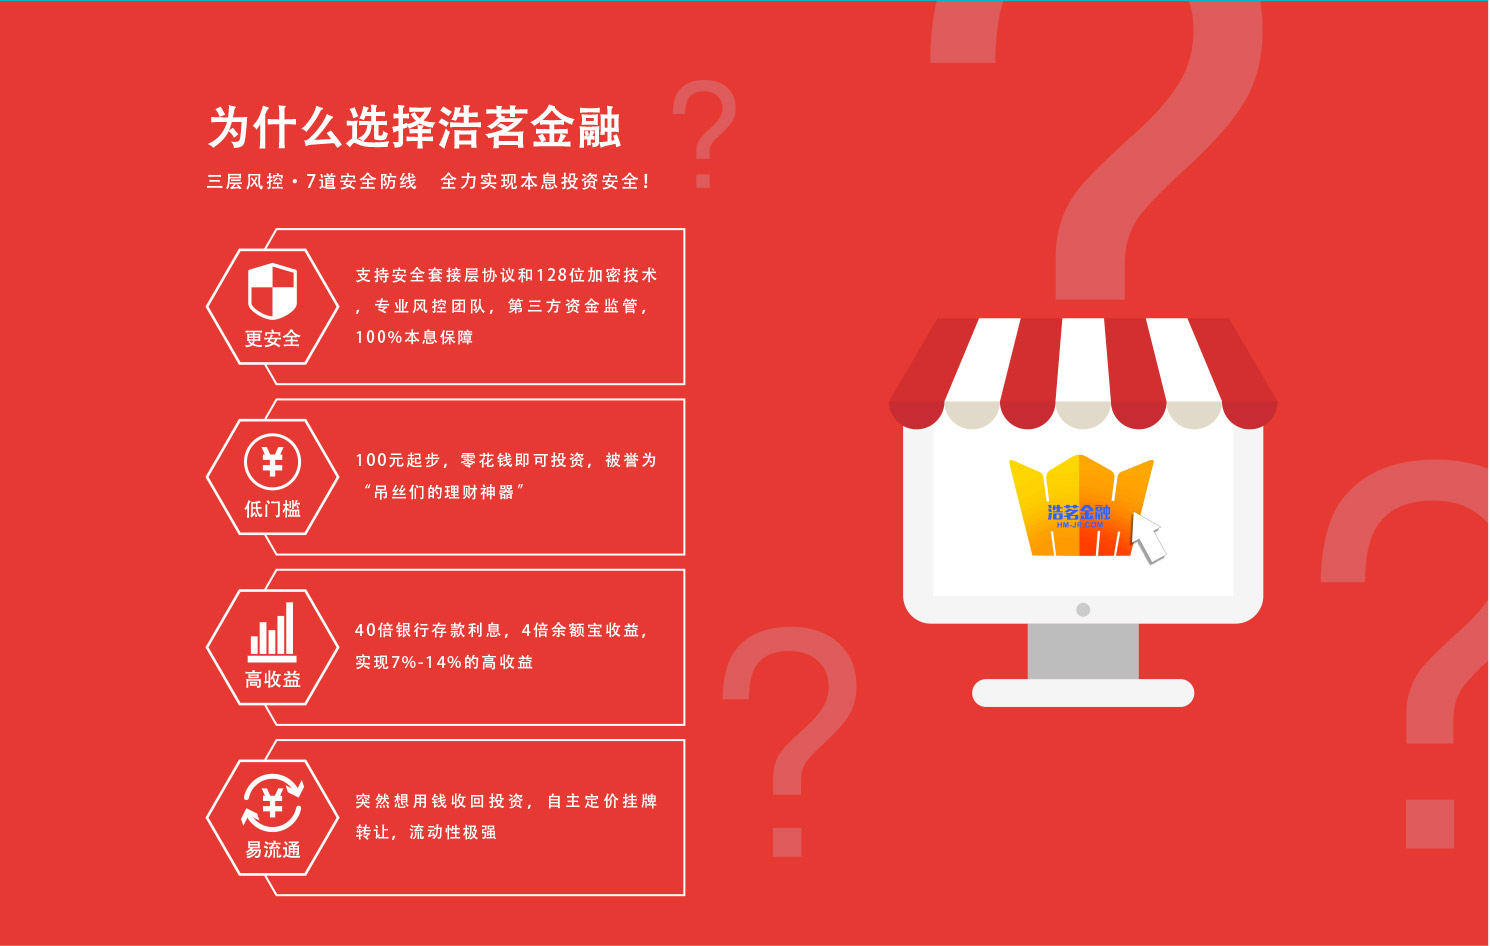 为什么选择浩茗金融
三层风控·7道安全防线 全力实现本息投资安全！
更安全
支持安全套接层协议和128位加密技术
，专业风控团队，第三方资金监管，
100%本息保障
低门槛
100元起步，零花钱即可投资，被誉为
“吊丝们的理财神器”
高收益
40倍银行存款利息，4倍余额宝收益，
实现7%-14%的高收益
易流通
突然想用钱收回投资，自主定价挂牌
转让，流动性极强
浩茗金融
HM-JR.COM